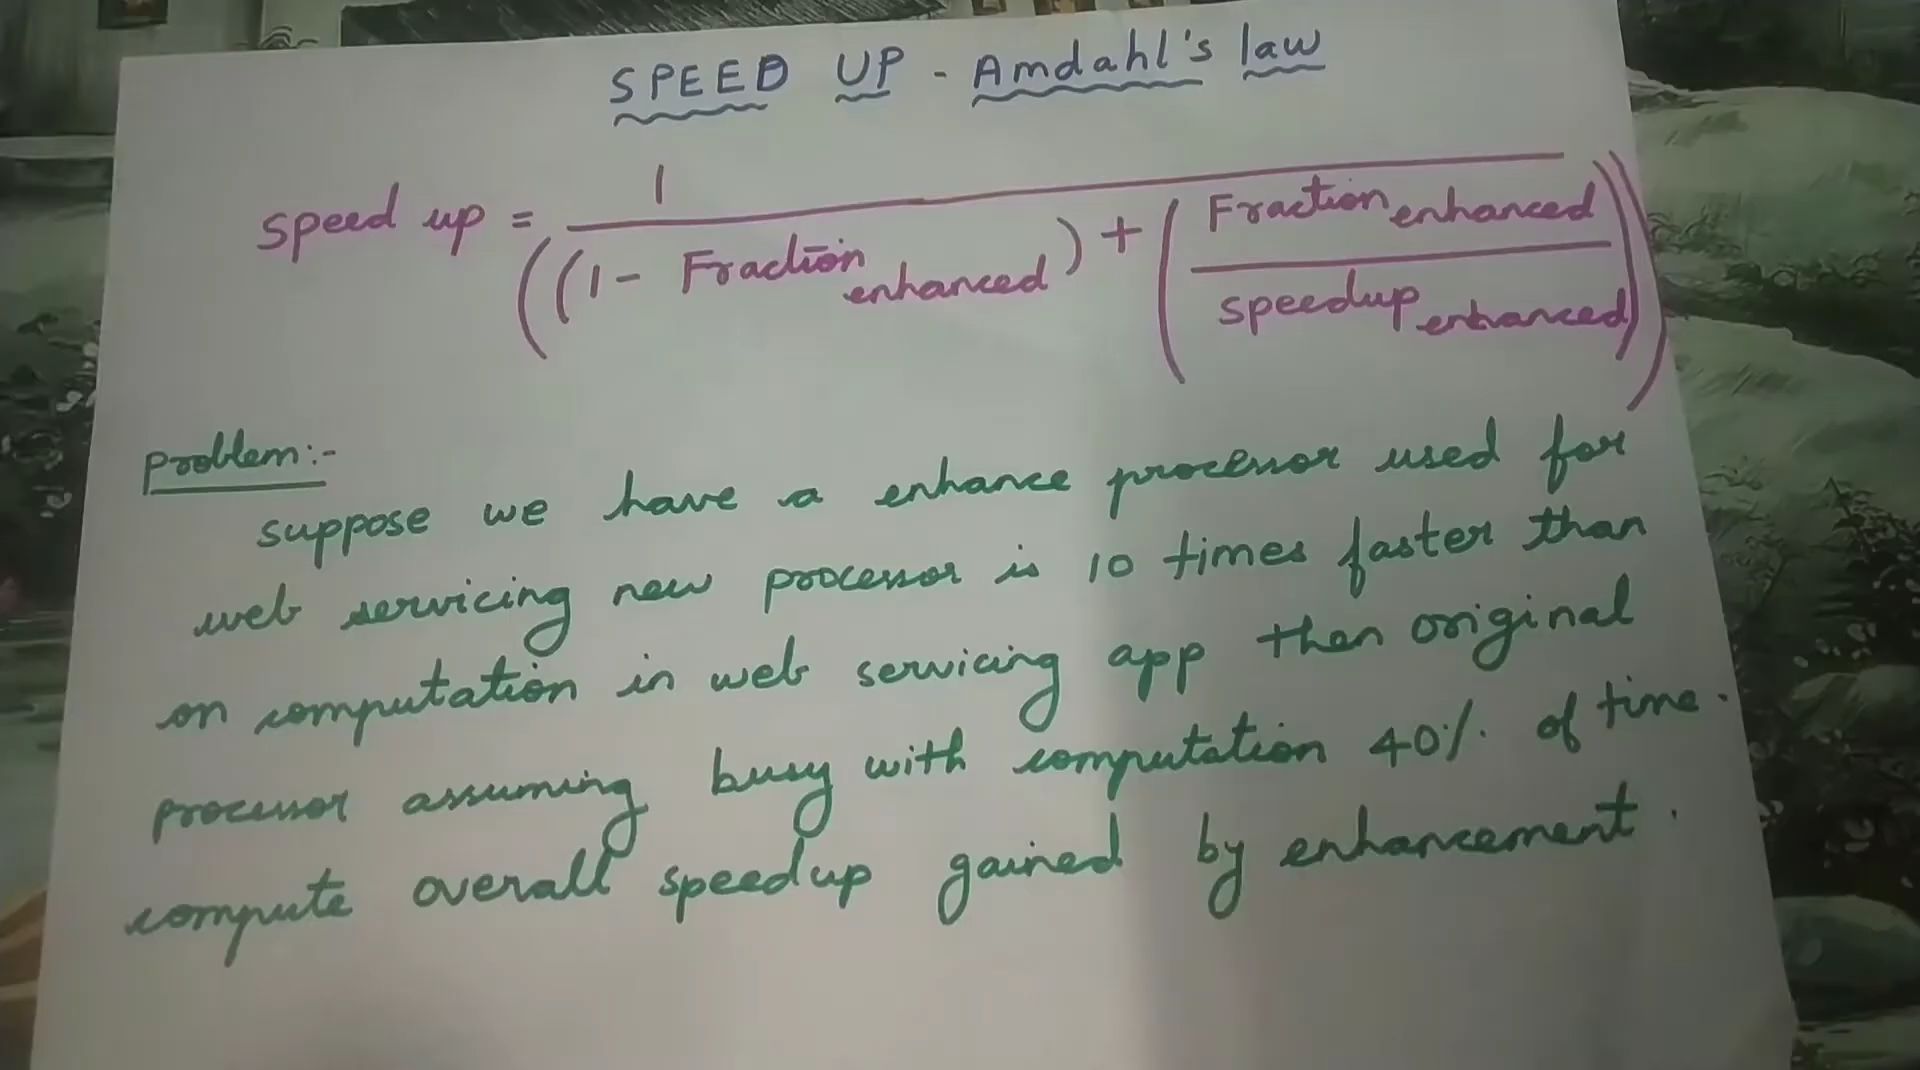 SPEED UP - Amdahl's law
speed up = 1
((1 - Fraction enhanced) + (Fraction enhanced
speedup enhanced))
Problem:-
suppose we have a enhance processor used for
web servicing new processor is 10 times faster than
on computation in web servicing app then original
processor assuming busy with computation 40% of time.
compute overall speedup gained by enhancement.